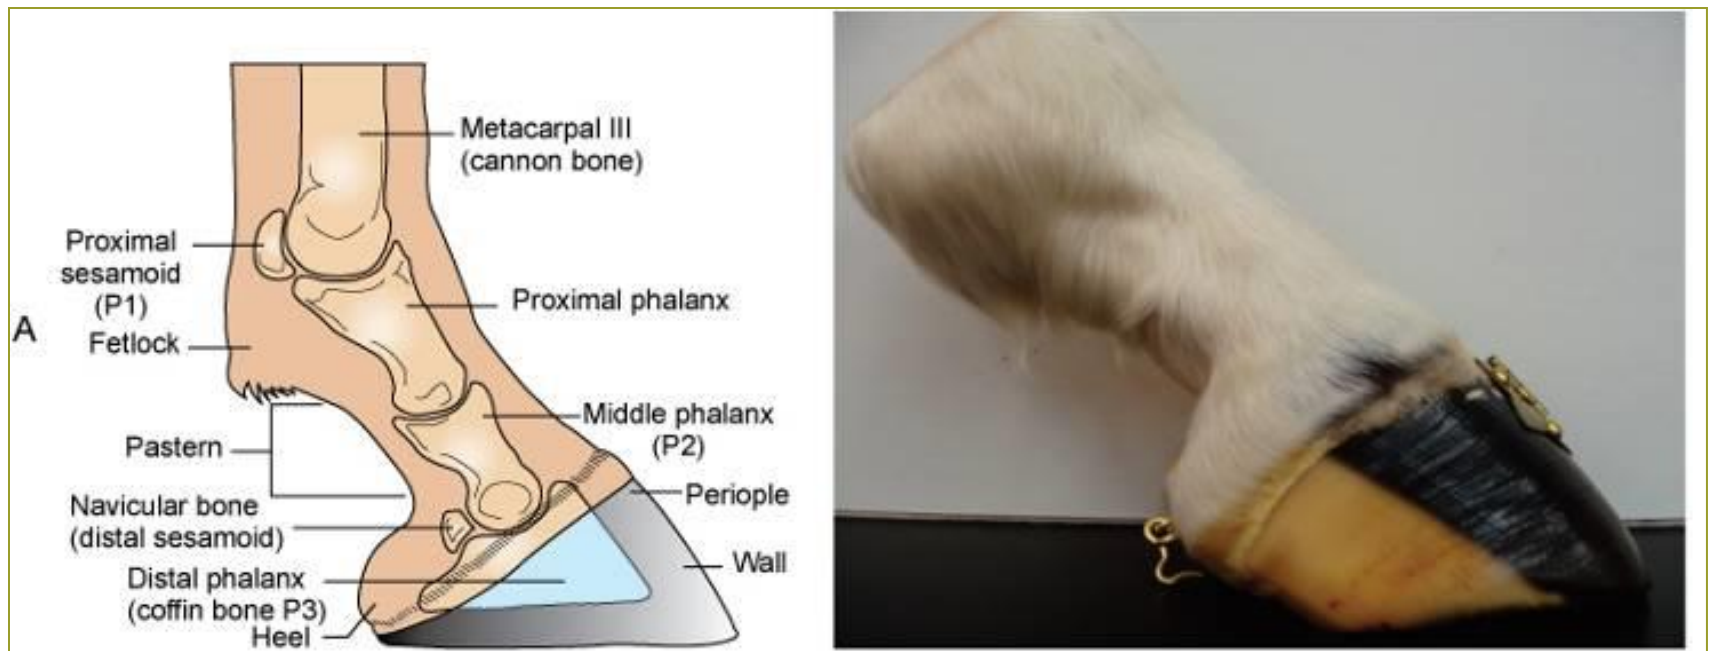 Metacarpal III
(cannon bone)
Proximal
sesamoid
(P1)
Proximal phalanx
A
Fetlock
Middle phalanx
(P2)
Pastern
Periople
Navicular bone
(distal sesamoid)
Wall
Distal phalanx
(coffin bone P3)
Heel